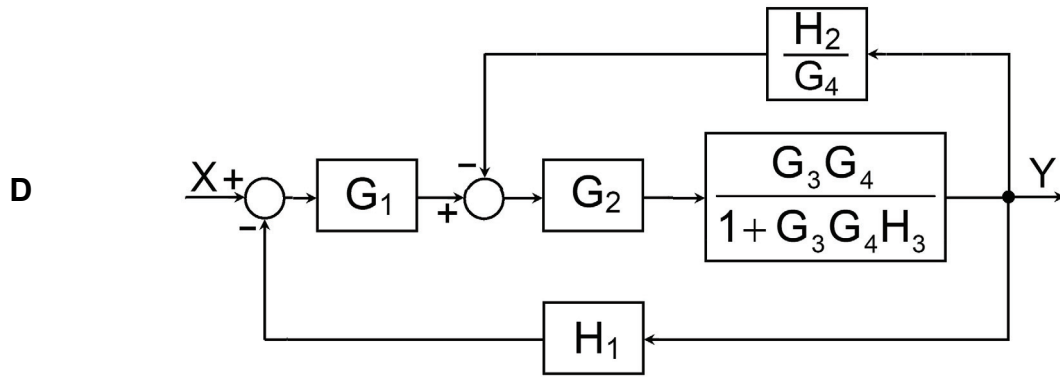 H₂
G₄
D
X + − G₁ + − G₂ G₃G₄ Y
1 + G₃G₄H₃
H₁